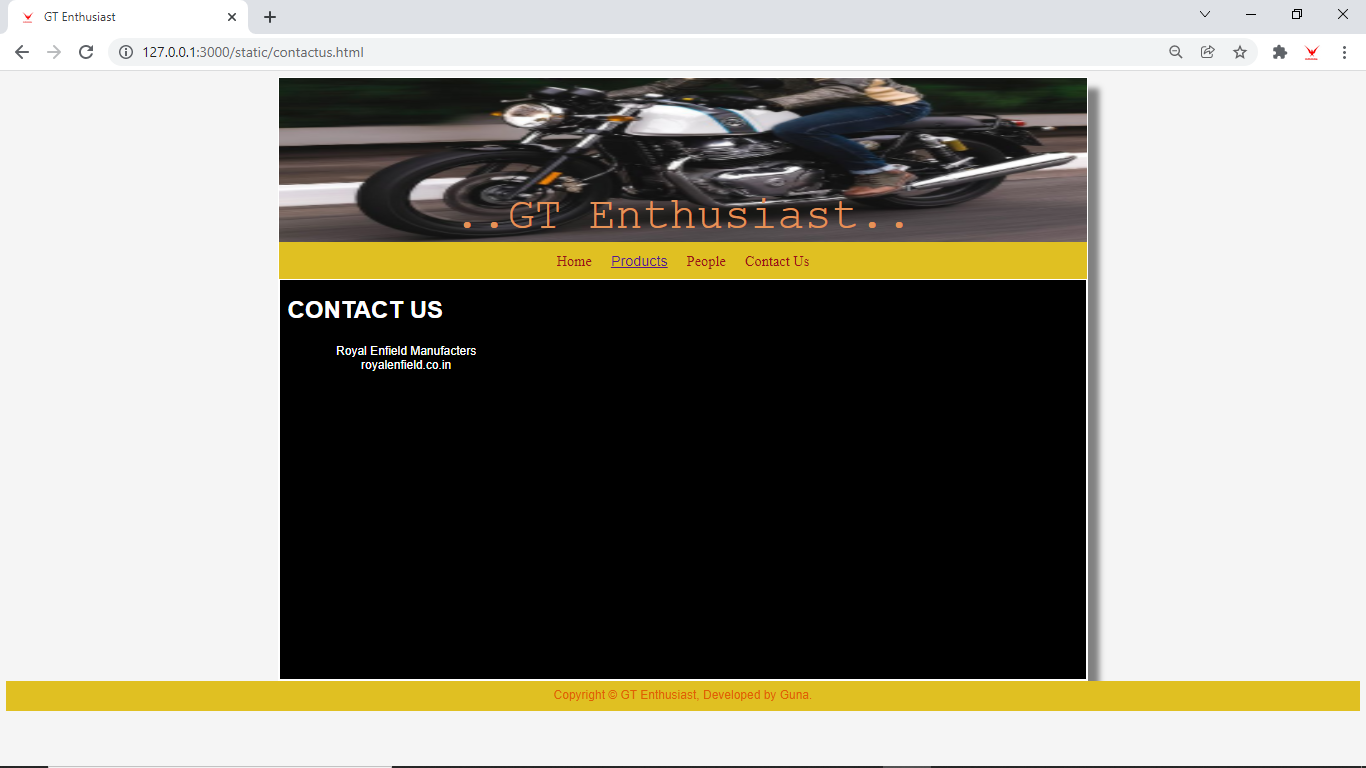 GT Enthusiast
127.0.0.1:3000/static/contactus.html
..GT Enthusiast..
Home Products People Contact Us
CONTACT US
Royal Enfield Manufacters
royalenfield.co.in
Copyright © GT Enthusiast, Developed by Guna.